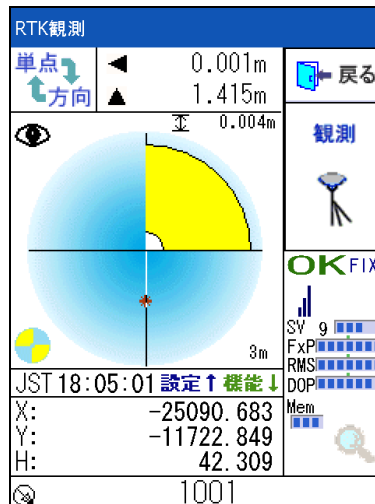 RTK観測
単点
方向
◀ 0.001m
▲ 1.415m
戻る
0.004m
観測
OK FIX
SV 9
FxP
RMS
DOP
3m
JST 18:05:01 設定↑ 機能↓
X: -25090.683
Y: -11722.849
H: 42.309
Mem
1001